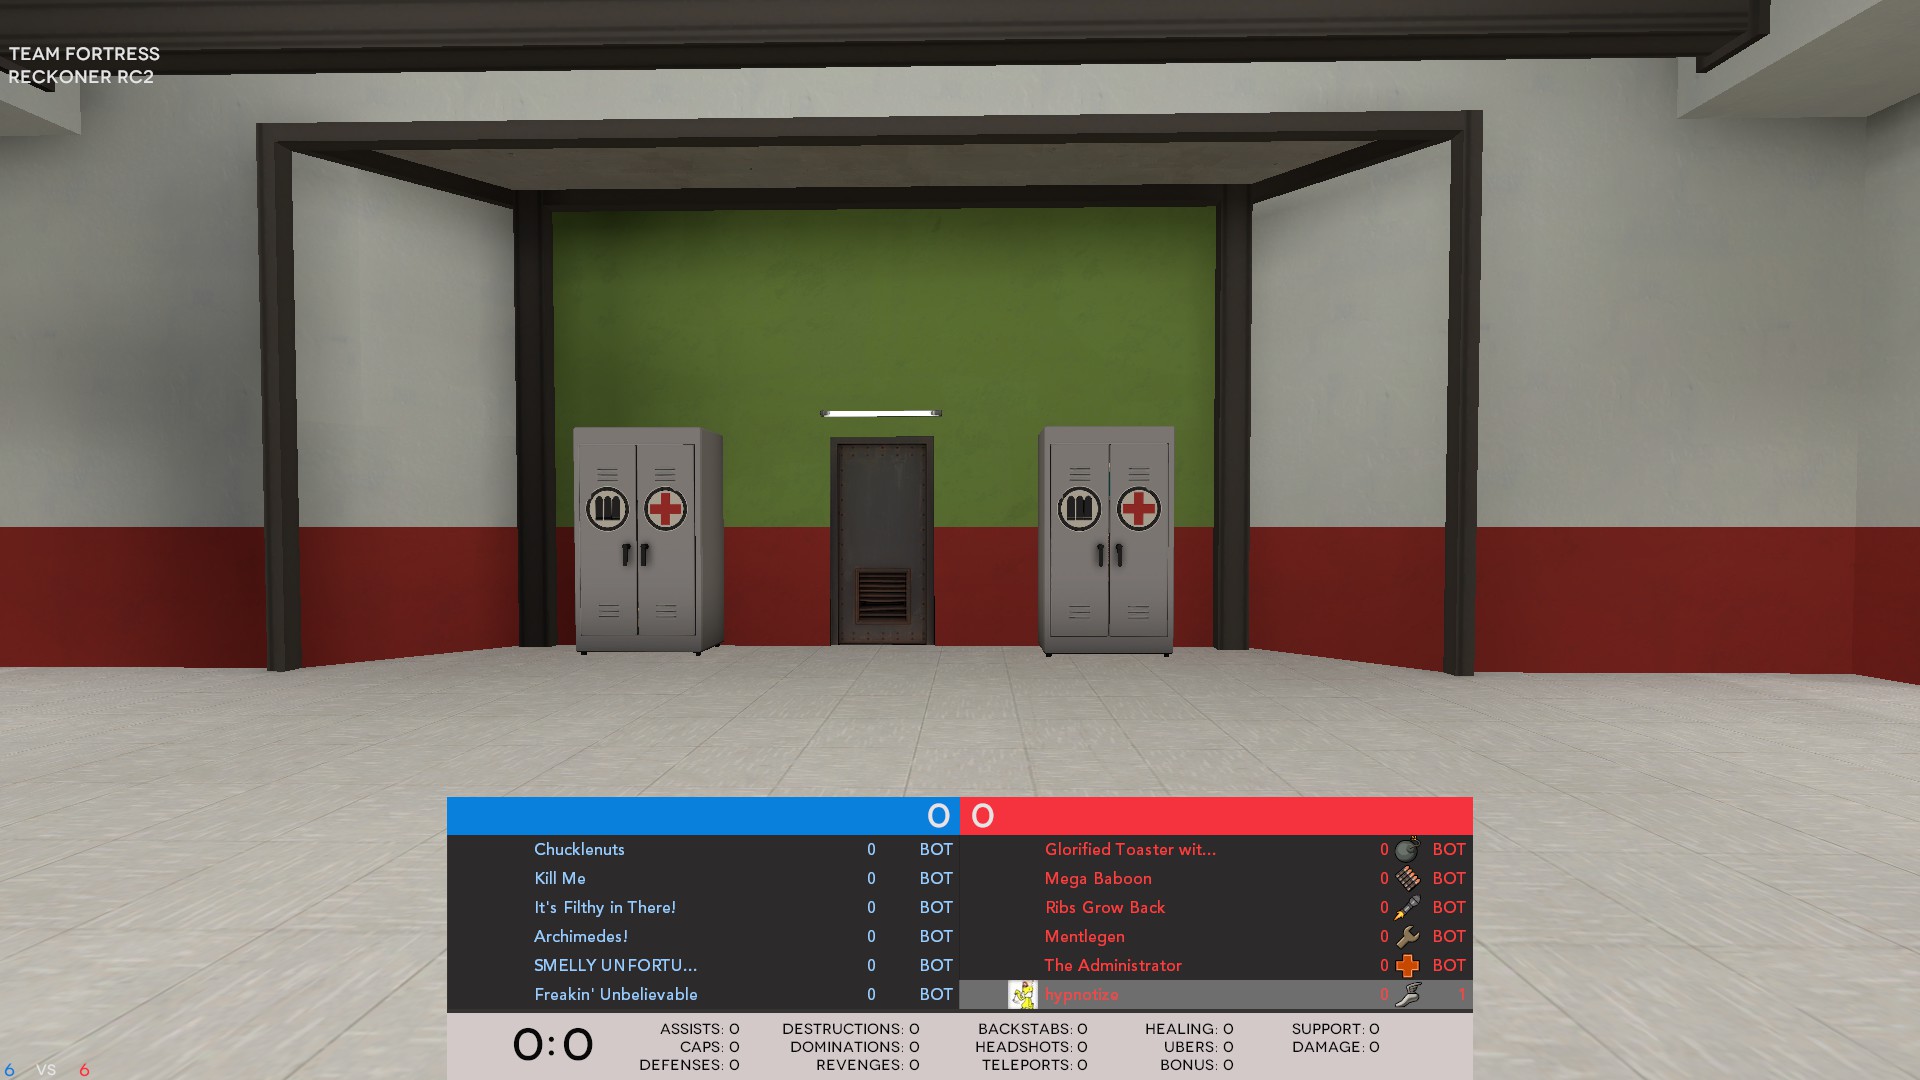 TEAM FORTRESS
RECKONER RC2
0 0
Chucklenuts 0 BOT
Kill Me 0 BOT
It's Filthy in There! 0 BOT
Archimedes! 0 BOT
SMELLY UNFORTU... 0 BOT
Freakin' Unbelievable 0 BOT
Glorified Toaster wit... 0 BOT
Mega Baboon 0 BOT
Ribs Grow Back 0 BOT
Mentlegen 0 BOT
The Administrator 0 BOT
hypnotize 0 1
0:0
ASSISTS: 0
CAPS: 0
DEFENSES: 0
DESTRUCTIONS: 0
DOMINATIONS: 0
REVENGES: 0
BACKSTABS: 0
HEADSHOTS: 0
TELEPORTS: 0
HEALING: 0
UBERS: 0
BONUS: 0
SUPPORT: 0
DAMAGE: 0
6 VS 6